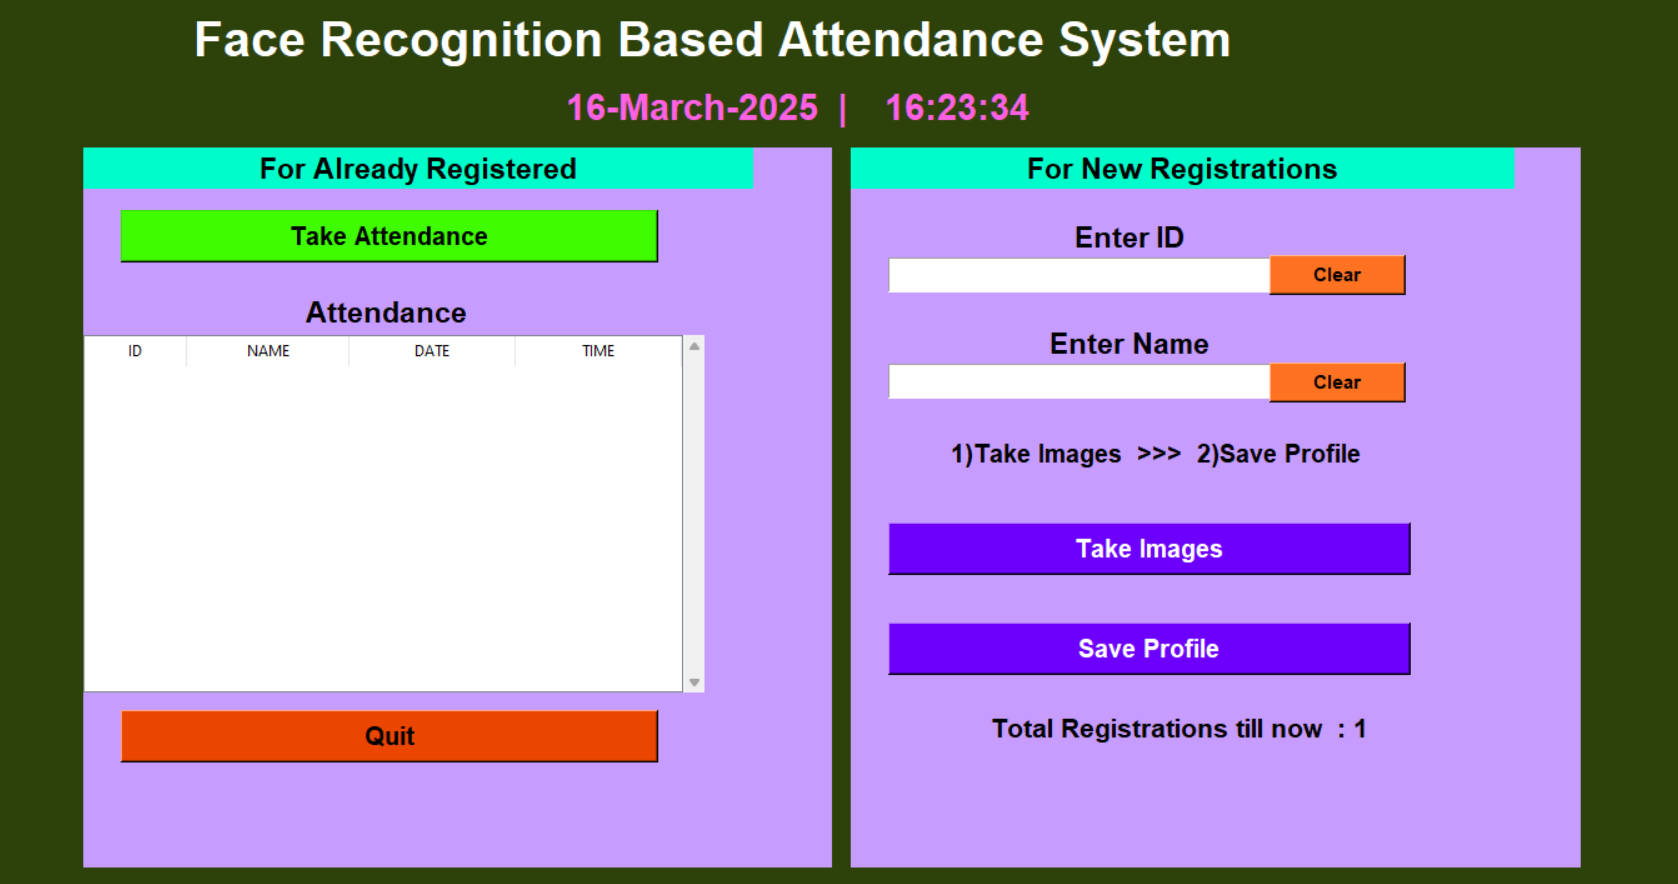 Face Recognition Based Attendance System
16-March-2025 | 16:23:34
For Already Registered
Take Attendance
Attendance
ID NAME DATE TIME
Quit
For New Registrations
Enter ID
Clear
Enter Name
Clear
1)Take Images >>> 2)Save Profile
Take Images
Save Profile
Total Registrations till now : 1